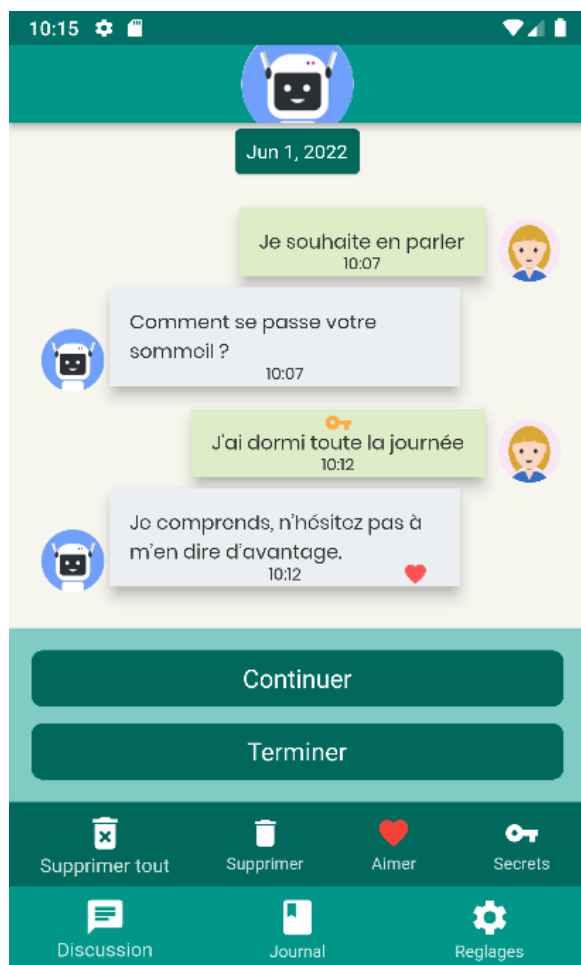 10:15
Jun 1, 2022
Je souhaite en parler
10:07
Comment se passe votre
sommeil ?
10:07
J'ai dormi toute la journée
10:12
Je comprends, n'hésitez pas à
m'en dire d'avantage.
10:12
Continuer
Terminer
Supprimer tout Supprimer Aimer Secrets
Discussion Journal Reglages